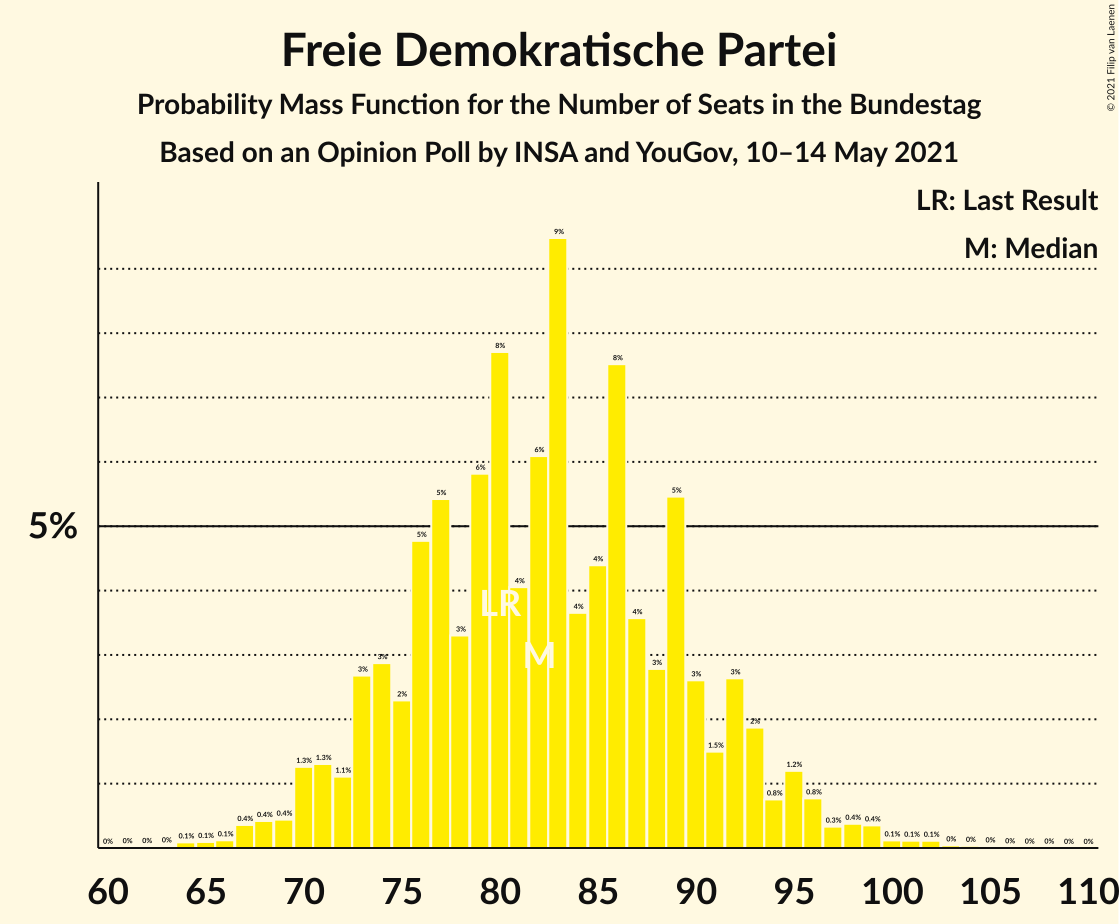 Freie Demokratische Partei
Probability Mass Function for the Number of Seats in the Bundestag
Based on an Opinion Poll by INSA and YouGov, 10–14 May 2021
© 2021 Filip van Laenen
LR: Last Result
M: Median
5%
0% 0% 0% 0% 0.1% 0.1% 0.1% 0.4% 0.4% 0.4% 1.3% 1.3% 1.1% 3% 3% 2% 5% 5% 3% 6% 8% 4% 6% 9% 4% 4% 8% 4% 3% 5% 3% 1.5% 3% 2% 0.8% 1.2% 0.8% 0.3% 0.4% 0.4% 0.1% 0.1% 0.1% 0% 0% 0% 0% 0% 0% 0% 0%
LR
M
60 65 70 75 80 85 90 95 100 105 110